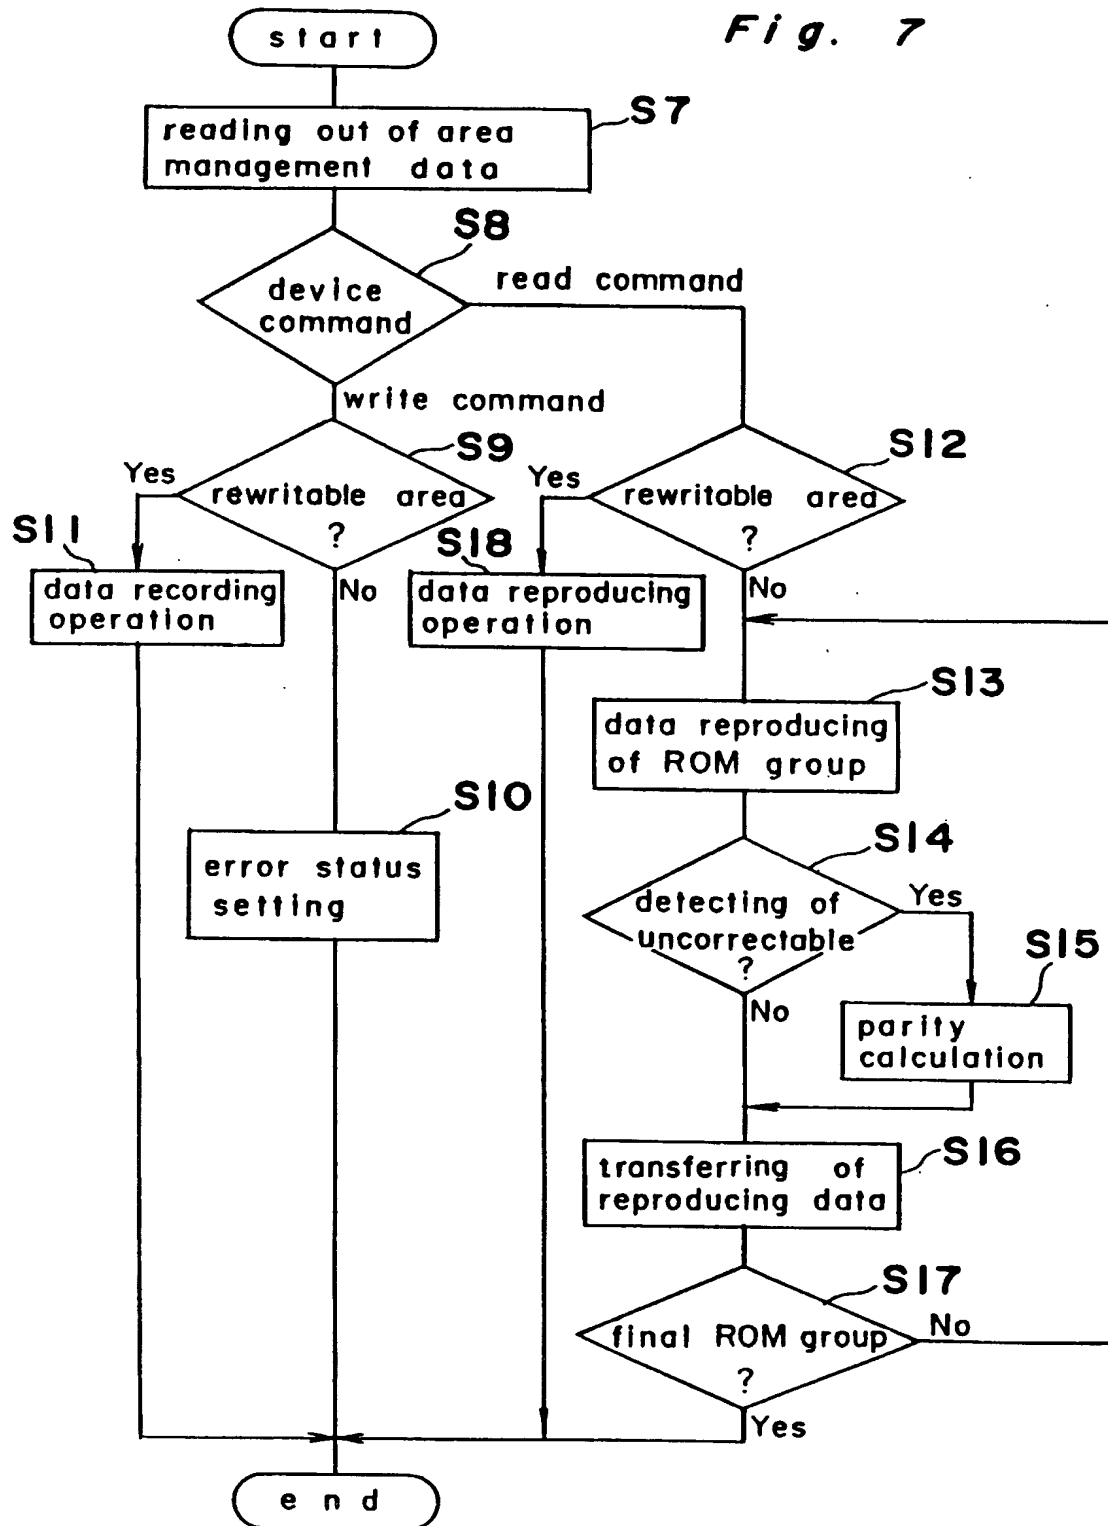 Fig. 7
start
S7
reading out of area
management data
S8
device
command
read command
write command
S9
Yes
rewritable area
?
No
S12
Yes
rewritable area
?
No
S11
data recording
operation
S18
data reproducing
operation
S13
data reproducing
of ROM group
S10
error status
setting
S14
detecting of
uncorrectable
?
Yes
No
S15
parity
calculation
S16
transferring of
reproducing data
S17
final ROM group
?
No
Yes
end